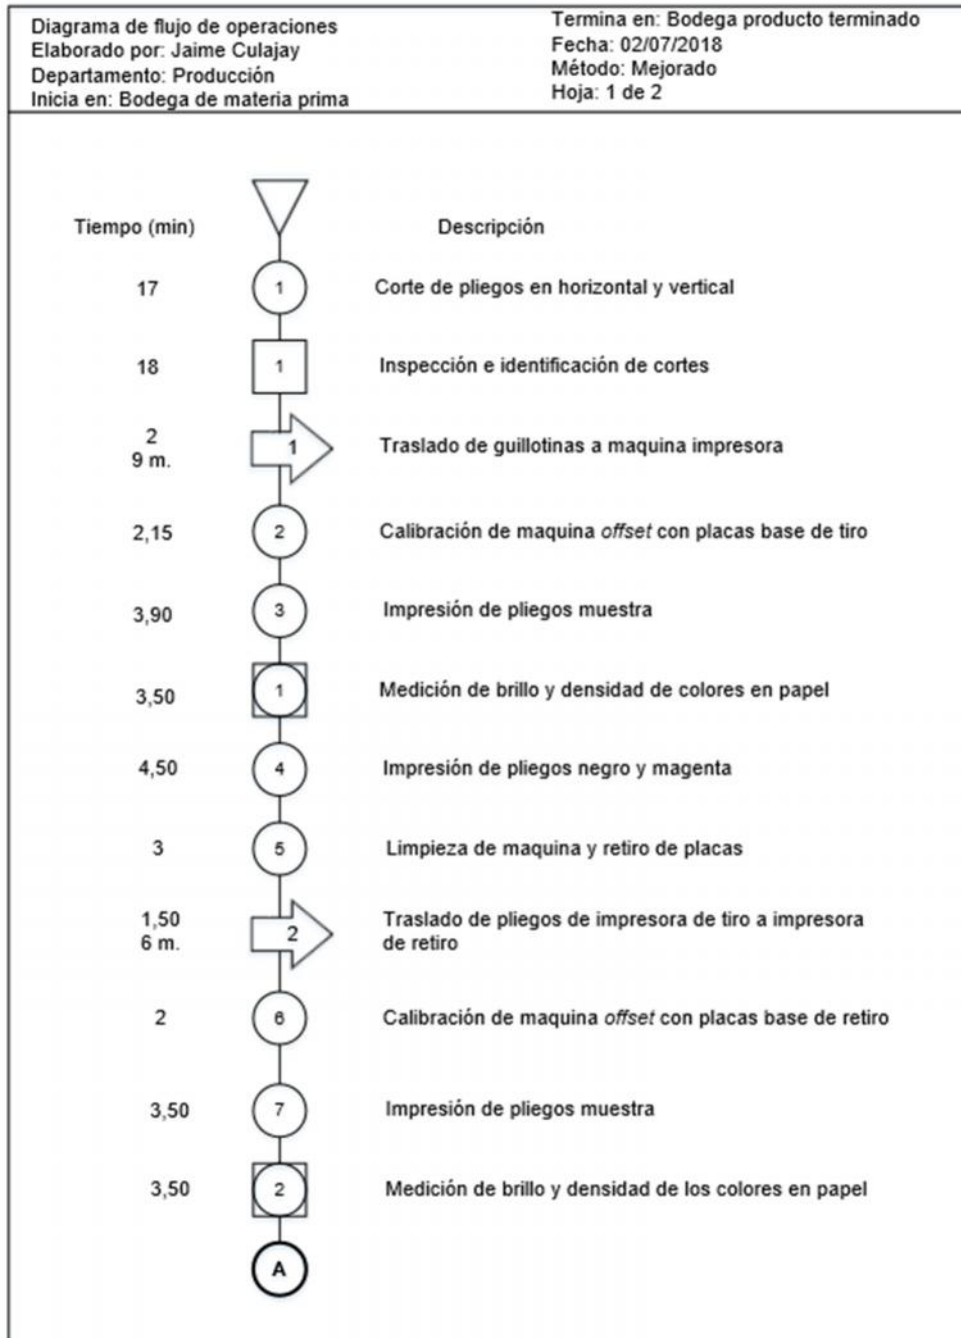 Diagrama de flujo de operaciones
Elaborado por: Jaime Culajay
Departamento: Producción
Inicia en: Bodega de materia prima
Termina en: Bodega producto terminado
Fecha: 02/07/2018
Método: Mejorado
Hoja: 1 de 2
Tiempo (min)
Descripción
17
1
Corte de pliegos en horizontal y vertical
18
1
Inspección e identificación de cortes
2
9 m.
1
Traslado de guillotinas a maquina impresora
2,15
2
Calibración de maquina offset con placas base de tiro
3,90
3
Impresión de pliegos muestra
3,50
1
Medición de brillo y densidad de colores en papel
4,50
4
Impresión de pliegos negro y magenta
3
5
Limpieza de maquina y retiro de placas
1,50
6 m.
2
Traslado de pliegos de impresora de tiro a impresora
de retiro
2
6
Calibración de maquina offset con placas base de retiro
3,50
7
Impresión de pliegos muestra
3,50
2
Medición de brillo y densidad de los colores en papel
A